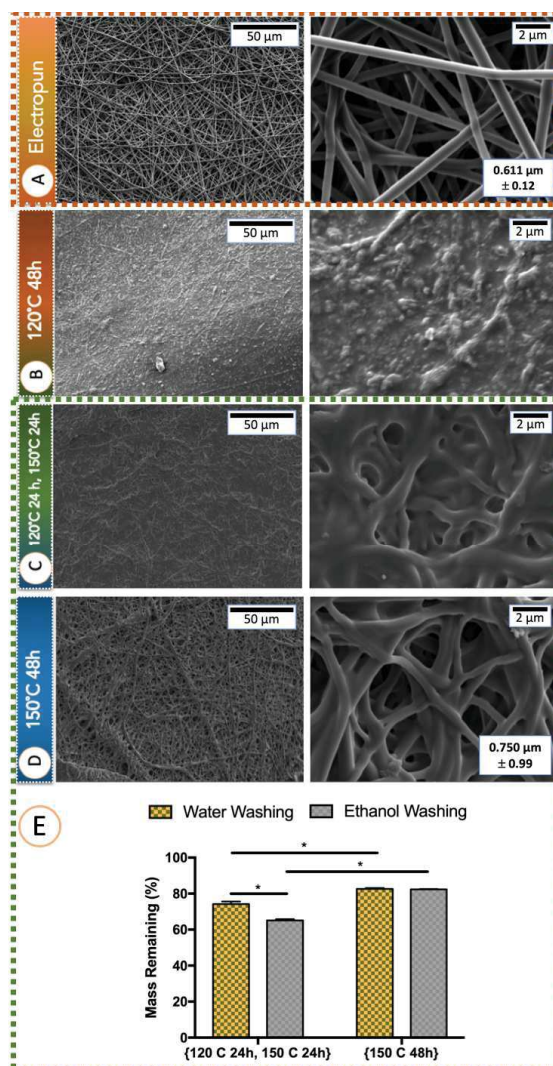 A
Electropun
50 µm
2 µm
0.611 µm
± 0.12
B
120°C 48h
50 µm
2 µm
C
120°C 24 h, 150°C 24h
50 µm
2 µm
D
150°C 48h
50 µm
2 µm
0.750 µm
± 0.99
E
Water Washing
Ethanol Washing
Mass Remaining (%)
100
80
60
40
20
0
*
*
*
{120 C 24h, 150 C 24h}
{150 C 48h}